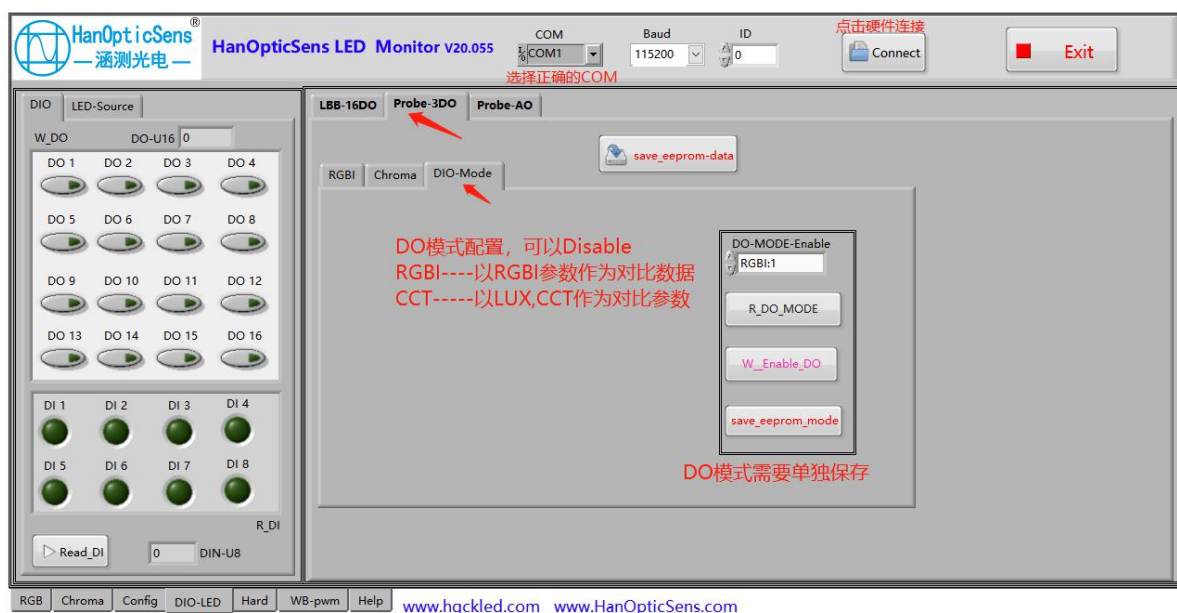 HanOpticSens®
涵测光电
HanOpticSens LED Monitor V20.055
COM
COM1
选择正确的COM
Baud
115200
ID
0
点击硬件连接
Connect
Exit
DIO
LED-Source
W_DO
DO-U16 0
DO 1 DO 2 DO 3 DO 4
DO 5 DO 6 DO 7 DO 8
DO 9 DO 10 DO 11 DO 12
DO 13 DO 14 DO 15 DO 16
DI 1 DI 2 DI 3 DI 4
DI 5 DI 6 DI 7 DI 8
R_DI
Read_DI
0 DIN-U8
LBB-16DO Probe-3DO Probe-AO
save_eeprom-data
RGBI Chroma DIO-Mode
DO模式配置，可以Disable
RGBI----以RGBI参数作为对比数据
CCT-----以LUX,CCT作为对比参数
DO-MODE-Enable
RGBI:1
R_DO_MODE
W__Enable_DO
save_eeprom_mode
DO模式需要单独保存
RGB Chroma Config DIO-LED Hard WB-pwm Help
www.hqckled.com www.HanOpticSens.com